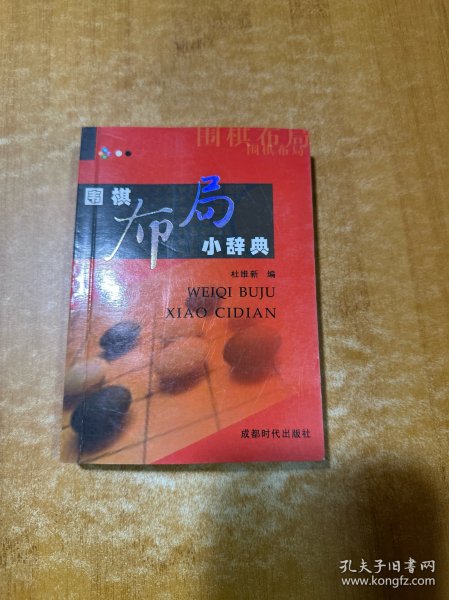 围棋布局
围棋布局
围棋
布局
小辞典
杜维新 编
WEIQI BUJU
XIAO CIDIAN
成都时代出版社
孔夫子旧书网
www.kongfz.com